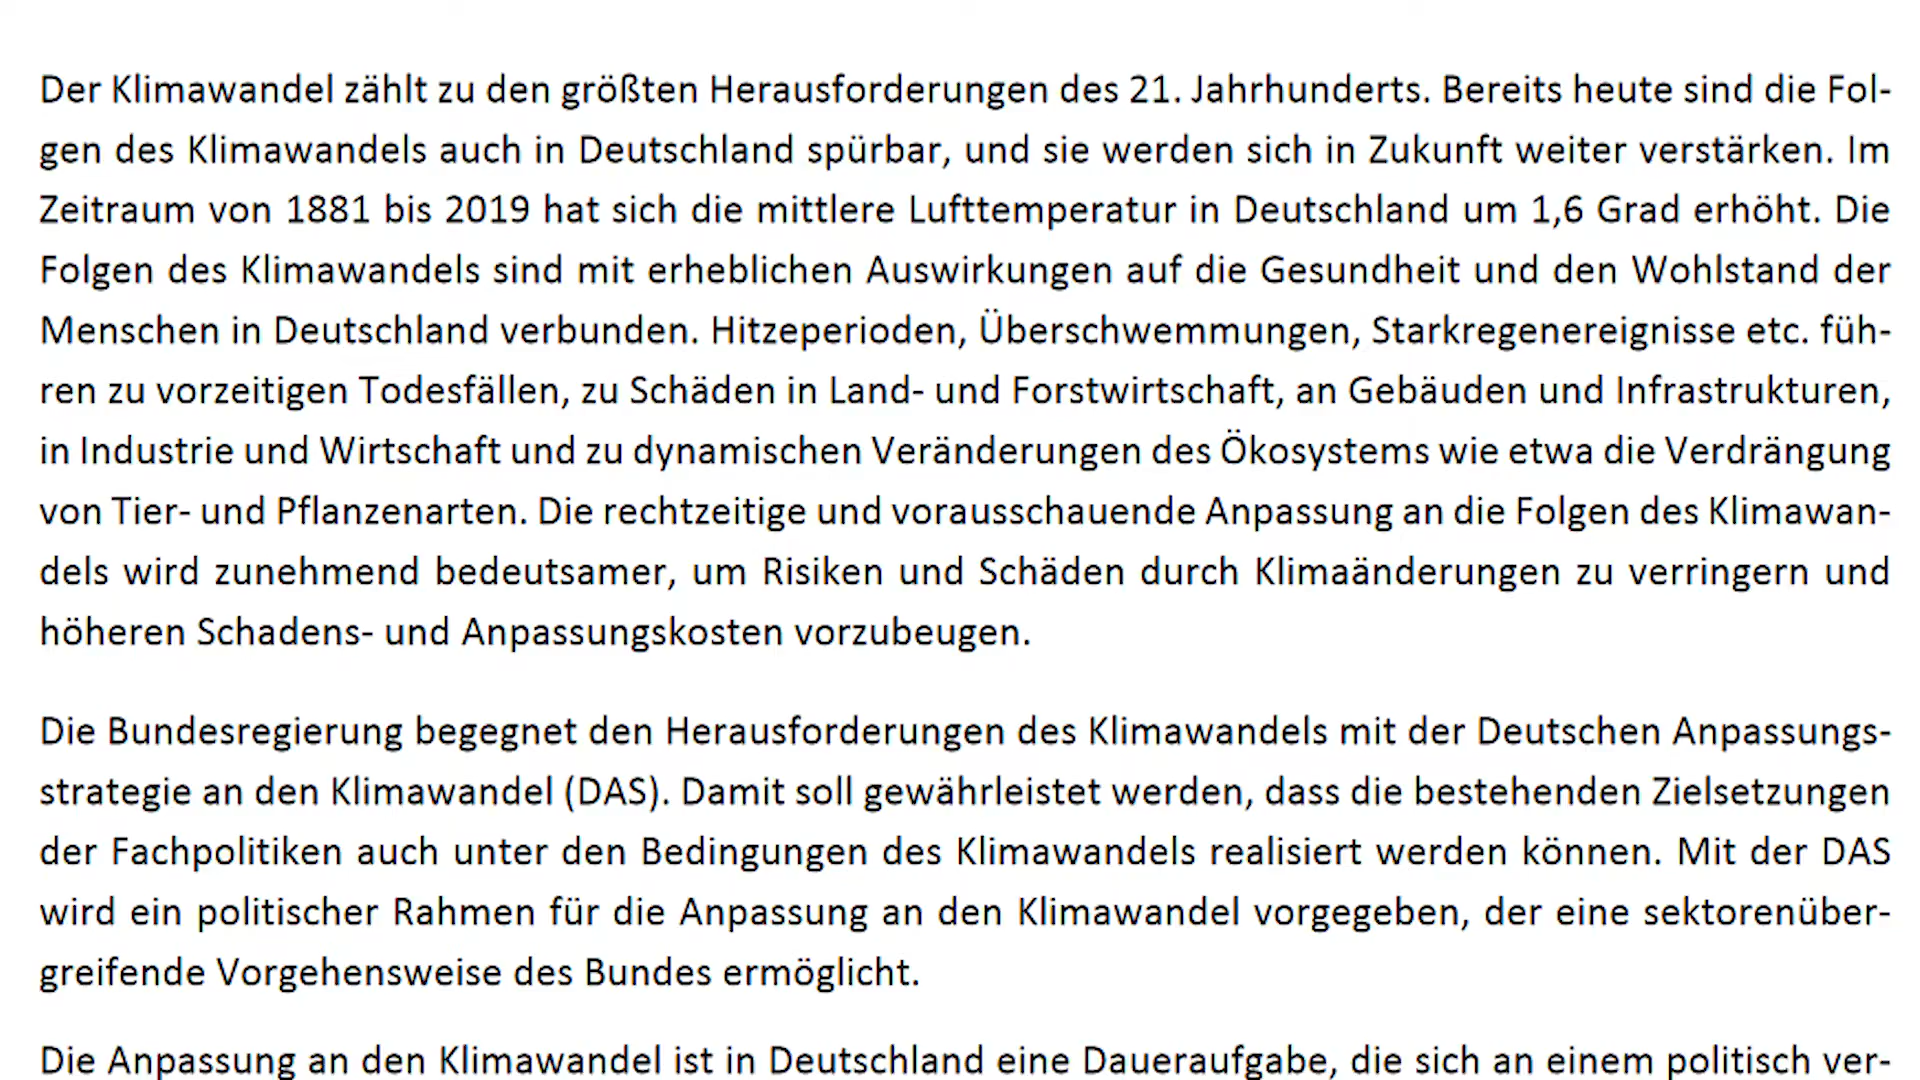 Der Klimawandel zählt zu den größten Herausforderungen des 21. Jahrhunderts. Bereits heute sind die Fol-
gen des Klimawandels auch in Deutschland spürbar, und sie werden sich in Zukunft weiter verstärken. Im
Zeitraum von 1881 bis 2019 hat sich die mittlere Lufttemperatur in Deutschland um 1,6 Grad erhöht. Die
Folgen des Klimawandels sind mit erheblichen Auswirkungen auf die Gesundheit und den Wohlstand der
Menschen in Deutschland verbunden. Hitzeperioden, Überschwemmungen, Starkregenereignisse etc. füh-
ren zu vorzeitigen Todesfällen, zu Schäden in Land- und Forstwirtschaft, an Gebäuden und Infrastrukturen,
in Industrie und Wirtschaft und zu dynamischen Veränderungen des Ökosystems wie etwa die Verdrängung
von Tier- und Pflanzenarten. Die rechtzeitige und vorausschauende Anpassung an die Folgen des Klimawan-
dels wird zunehmend bedeutsamer, um Risiken und Schäden durch Klimaänderungen zu verringern und
höheren Schadens- und Anpassungskosten vorzubeugen.
Die Bundesregierung begegnet den Herausforderungen des Klimawandels mit der Deutschen Anpassungs-
strategie an den Klimawandel (DAS). Damit soll gewährleistet werden, dass die bestehenden Zielsetzungen
der Fachpolitiken auch unter den Bedingungen des Klimawandels realisiert werden können. Mit der DAS
wird ein politischer Rahmen für die Anpassung an den Klimawandel vorgegeben, der eine sektorenüber-
greifende Vorgehensweise des Bundes ermöglicht.
Die Anpassung an den Klimawandel ist in Deutschland eine Daueraufgabe, die sich an einem politisch ver-